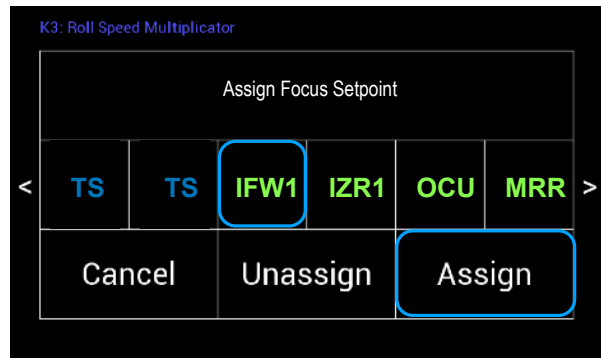 K3: Roll Speed Multiplicator
Assign Focus Setpoint
< TS TS IFW1 IZR1 OCU MRR >
Cancel Unassign Assign